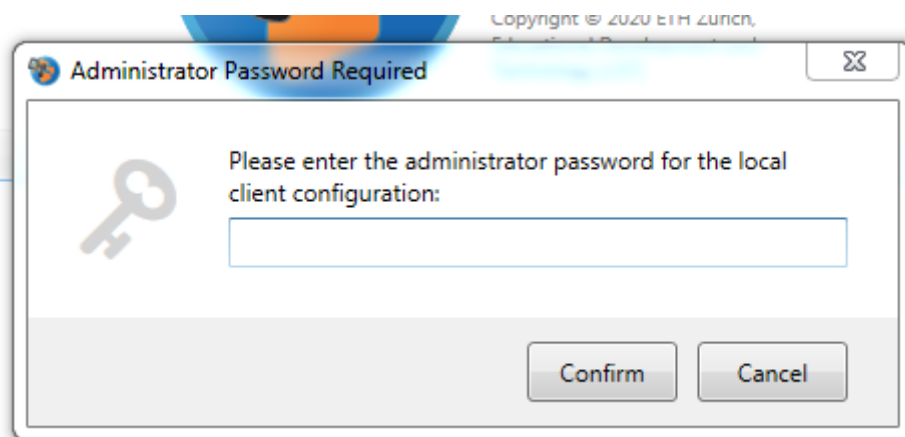 Copyright © 2020 ETH Zürich,
Administrator Password Required
Please enter the administrator password for the local
client configuration:
Confirm
Cancel